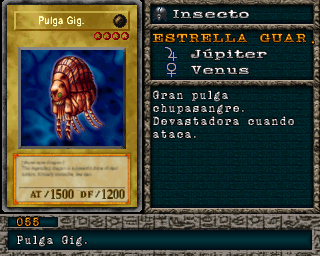 Pulga Gig.
AT/1500 DF/1200
Insecto
ESTRELLA GUAR.
Júpiter
Venus
Gran pulga
chupasangre.
Devastadora cuando
ataca.
055
Pulga Gig.